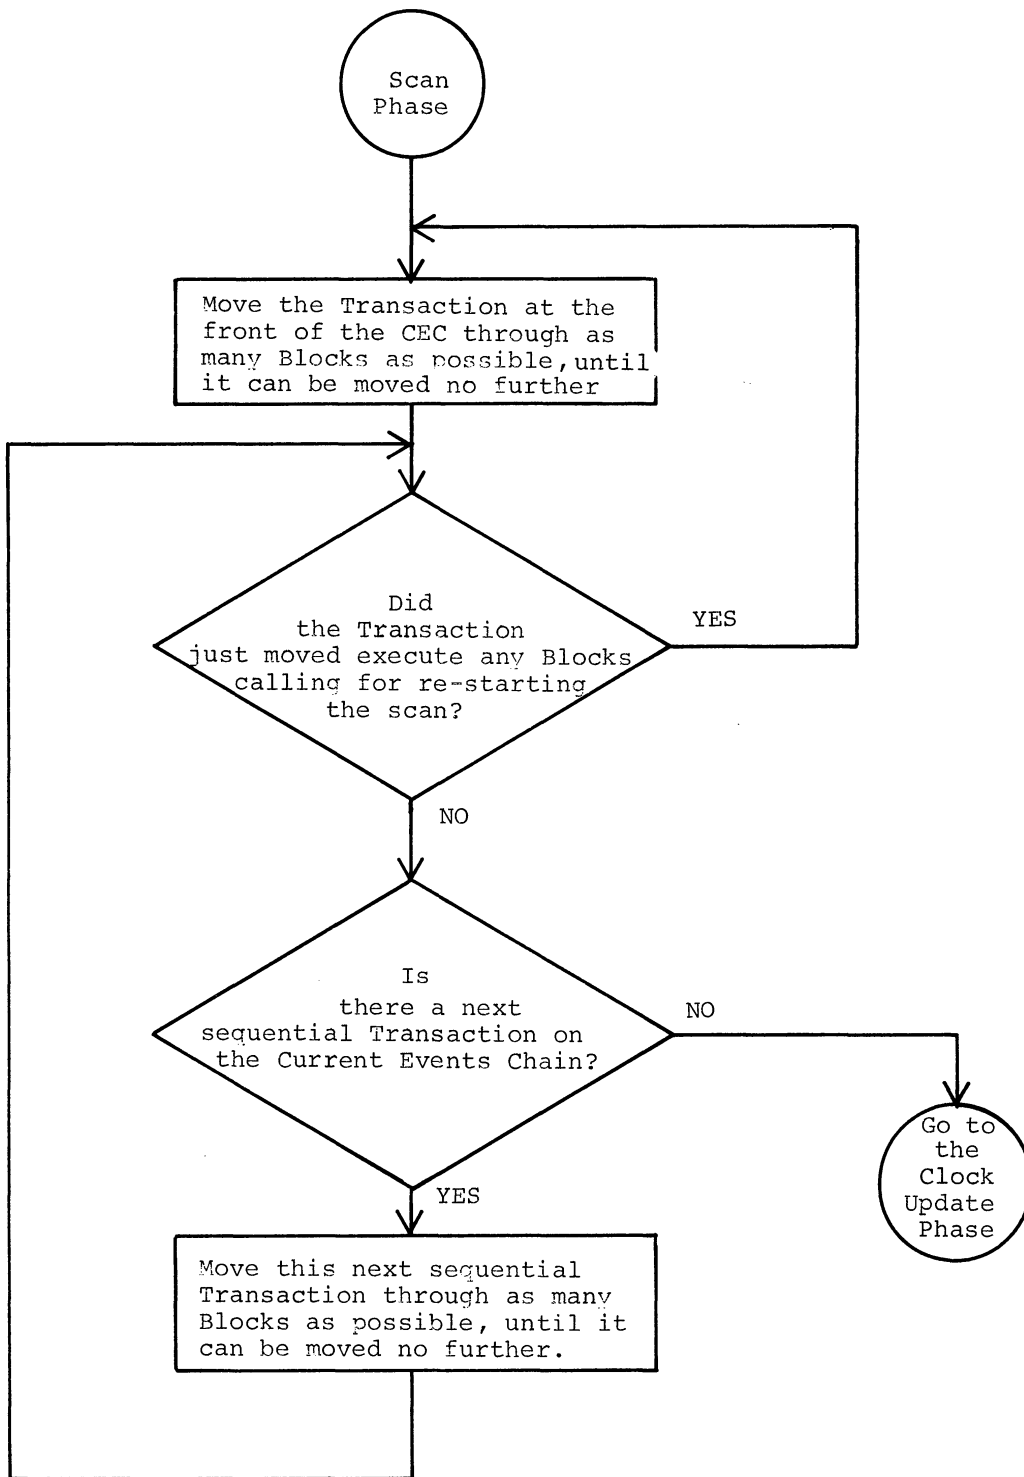 Scan
Phase
Move the Transaction at the
front of the CEC through as
many Blocks as possible, until
it can be moved no further
Did
the Transaction
just moved execute any Blocks
calling for re-starting
the scan?
YES
NO
Is
there a next
sequential Transaction on
the Current Events Chain?
NO
Go to
the
Clock
Update
Phase
YES
Move this next sequential
Transaction through as many
Blocks as possible, until it
can be moved no further.